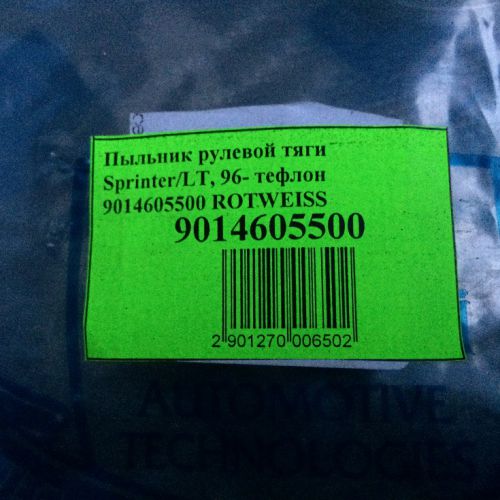 Пыльник рулевой тяги
Sprinter/LT, 96- тефлон
9014605500 ROTWEISS
9014605500
2 901270 006502
AUTOMOTIVE
TECHNOLOGIES